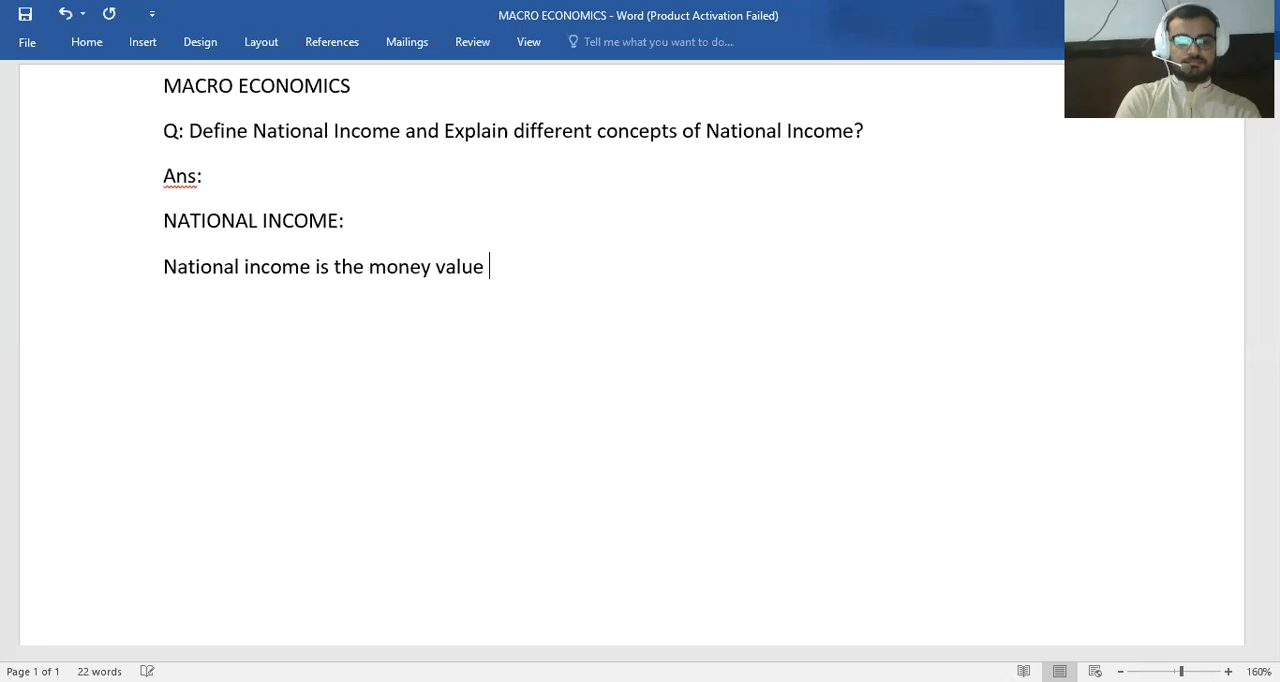 MACRO ECONOMICS - Word (Product Activation Failed)
File Home Insert Design Layout References Mailings Review View Tell me what you want to do...
MACRO ECONOMICS
Q: Define National Income and Explain different concepts of National Income?
Ans:
NATIONAL INCOME:
National income is the money value
Page 1 of 1 22 words 160%